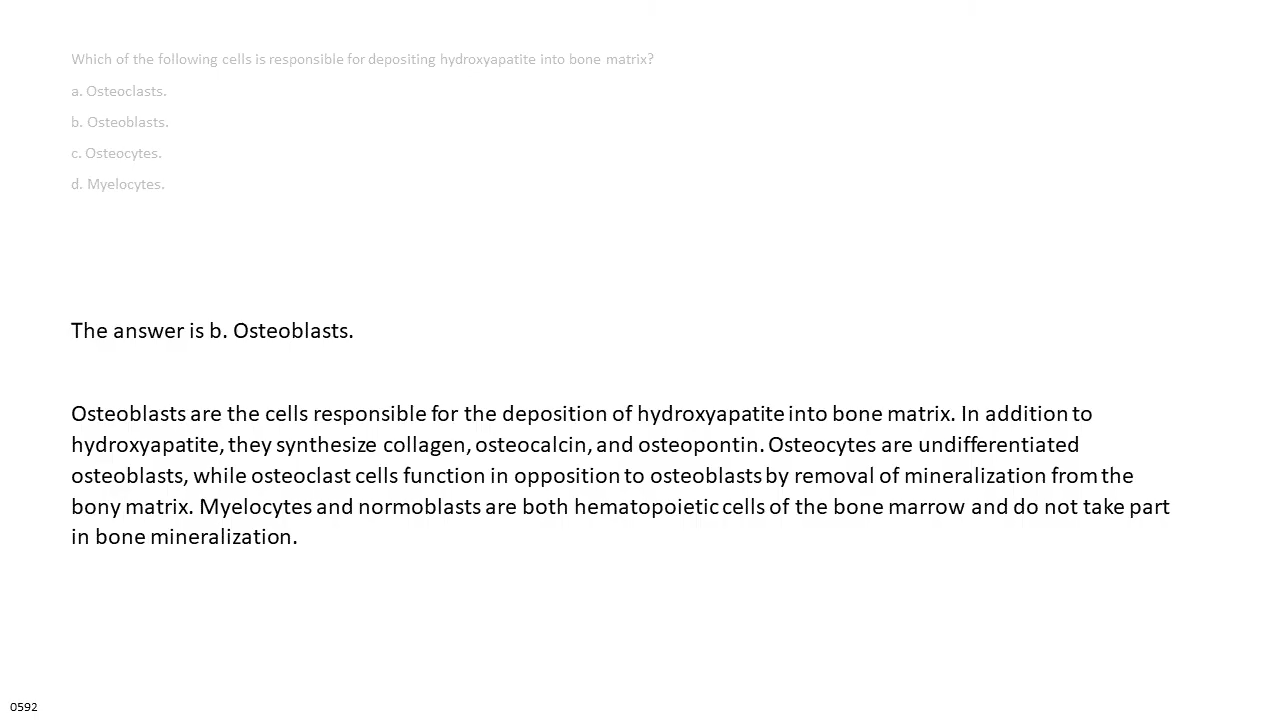 Which of the following cells is responsible for depositing hydroxyapatite into bone matrix?
a. Osteoclasts.
b. Osteoblasts.
c. Osteocytes.
d. Myelocytes.
The answer is b. Osteoblasts.
Osteoblasts are the cells responsible for the deposition of hydroxyapatite into bone matrix. In addition to
hydroxyapatite, they synthesize collagen, osteocalcin, and osteopontin. Osteocytes are undifferentiated
osteoblasts, while osteoclast cells function in opposition to osteoblasts by removal of mineralization from the
bony matrix. Myelocytes and normoblasts are both hematopoietic cells of the bone marrow and do not take part
in bone mineralization.
0592